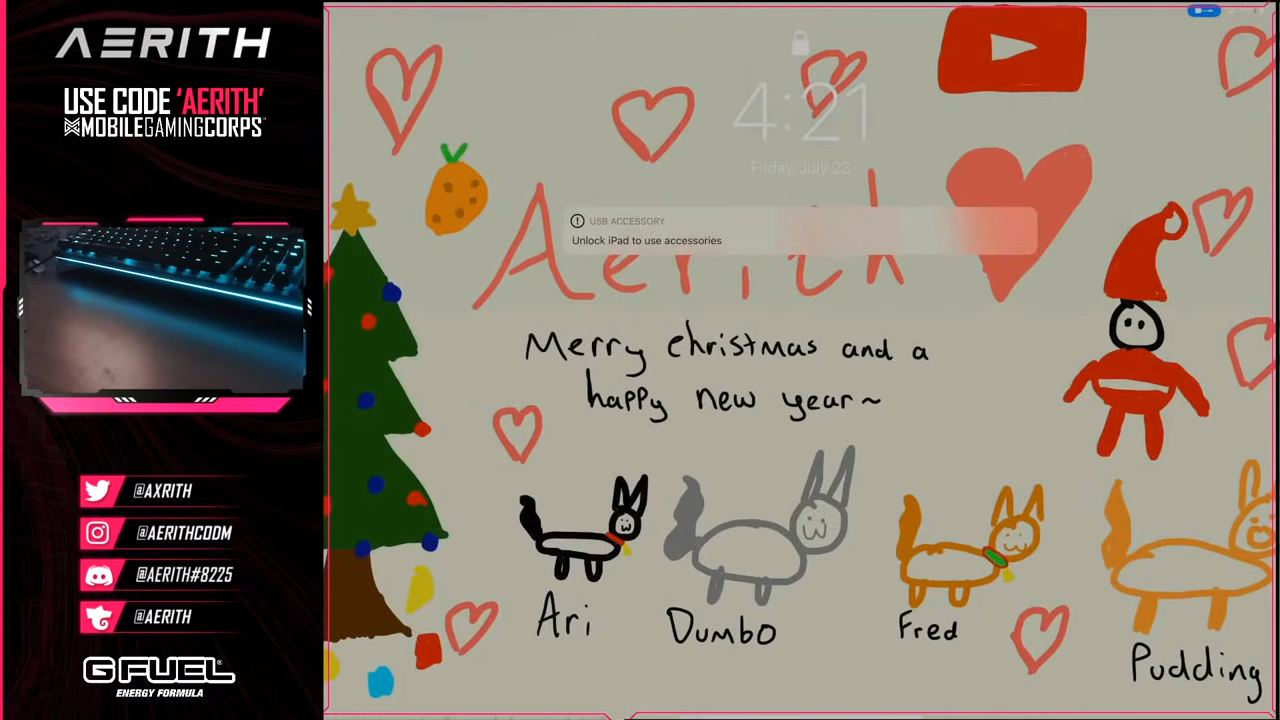 AERITH
USE CODE 'AERITH'
MOBILEGAMINGCORPS
@AXRITH
@AERITHCODM
@AERITH#8225
@AERITH
G FUEL
ENERGY FORMULA
4:21
Friday, July 23
USB ACCESSORY
Unlock iPad to use accessories
Aerith
Merry christmas and a
happy new year~
Ari
Dumbo
Fred
Pudding